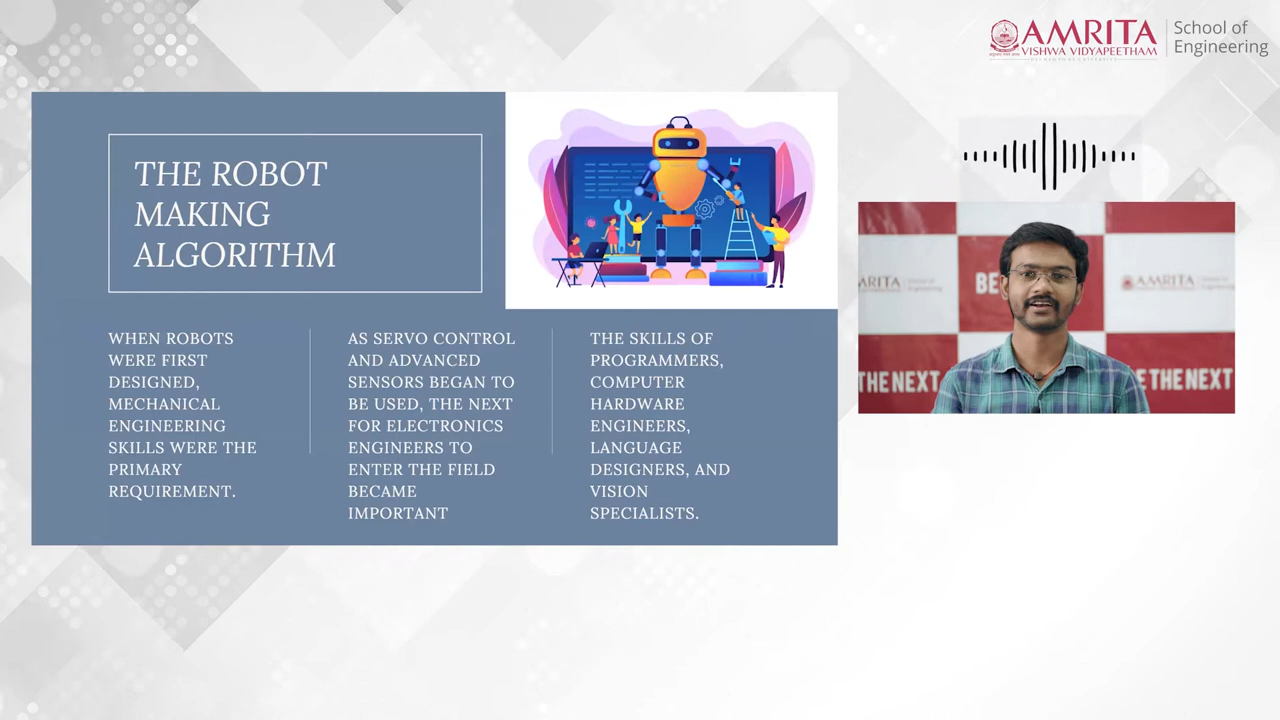 AMRITA
VISHWA VIDYAPEETHAM
School of
Engineering
THE ROBOT
MAKING
ALGORITHM
WHEN ROBOTS
WERE FIRST
DESIGNED,
MECHANICAL
ENGINEERING
SKILLS WERE THE
PRIMARY
REQUIREMENT.
AS SERVO CONTROL
AND ADVANCED
SENSORS BEGAN TO
BE USED, THE NEXT
FOR ELECTRONICS
ENGINEERS TO
ENTER THE FIELD
BECAME
IMPORTANT
THE SKILLS OF
PROGRAMMERS,
COMPUTER
HARDWARE
ENGINEERS,
LANGUAGE
DESIGNERS, AND
VISION
SPECIALISTS.
BE
AMRITA
THE NEXT
E THE NEXT